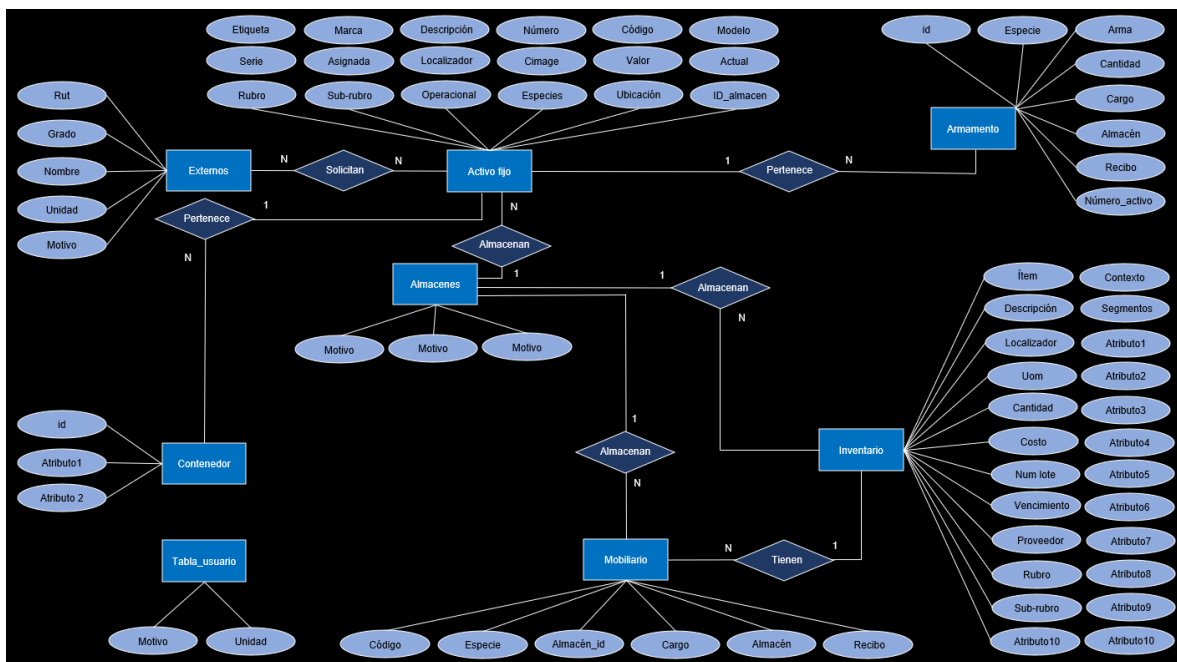 Etiqueta Marca Descripción Número Código Modelo
Serie Asignada Localizador Cimage Valor Actual
Rubro Sub-rubro Operacional Especies Ubicación ID_almacen
id Especie Arma
Cantidad
Cargo
Almacén
Recibo
Número_activo
Armamento
Rut
Grado
Nombre
Unidad
Motivo
Externos
N Solicitan N
Activo fijo
1 Pertenece N
Pertenece 1
N
N
Almacenan
1
Almacenes
1 Almacenan
N
Motivo Motivo Motivo
id
Atributo1
Atributo 2
Contenedor
1
Almacenan
N
Inventario
Ítem Contexto
Descripción Segmentos
Localizador Atributo1
Uom Atributo2
Cantidad Atributo3
Costo Atributo4
Num lote Atributo5
Vencimiento Atributo6
Proveedor Atributo7
Rubro Atributo8
Sub-rubro Atributo9
Atributo10 Atributo10
Tabla_usuario
Motivo Unidad
Mobiliario
N Tienen 1
Código Especie Almacén_id Cargo Almacén Recibo